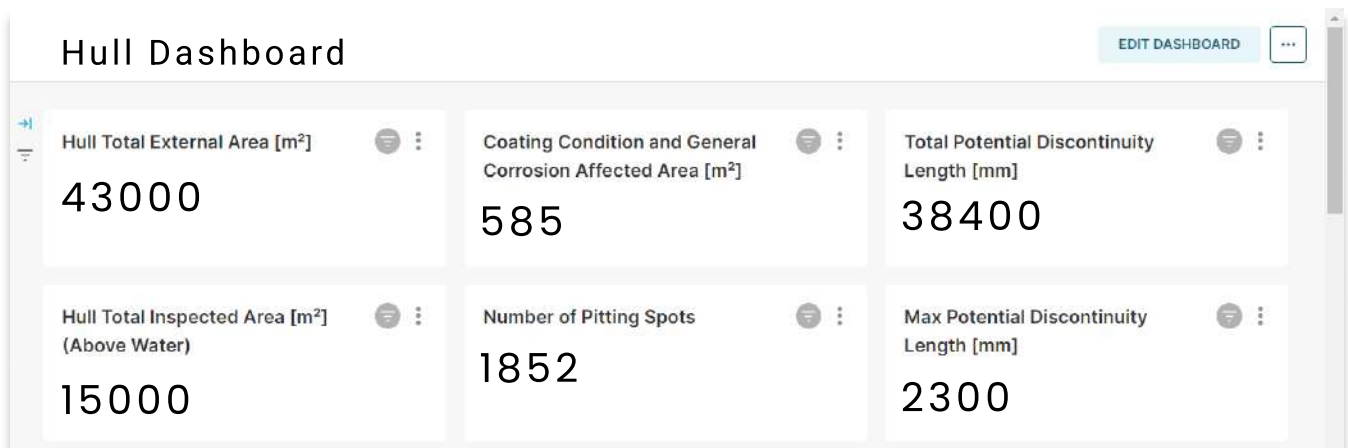 Hull Dashboard
EDIT DASHBOARD
Hull Total External Area [m²]
43000
Coating Condition and General
Corrosion Affected Area [m²]
585
Total Potential Discontinuity
Length [mm]
38400
Hull Total Inspected Area [m²]
(Above Water)
15000
Number of Pitting Spots
1852
Max Potential Discontinuity
Length [mm]
2300